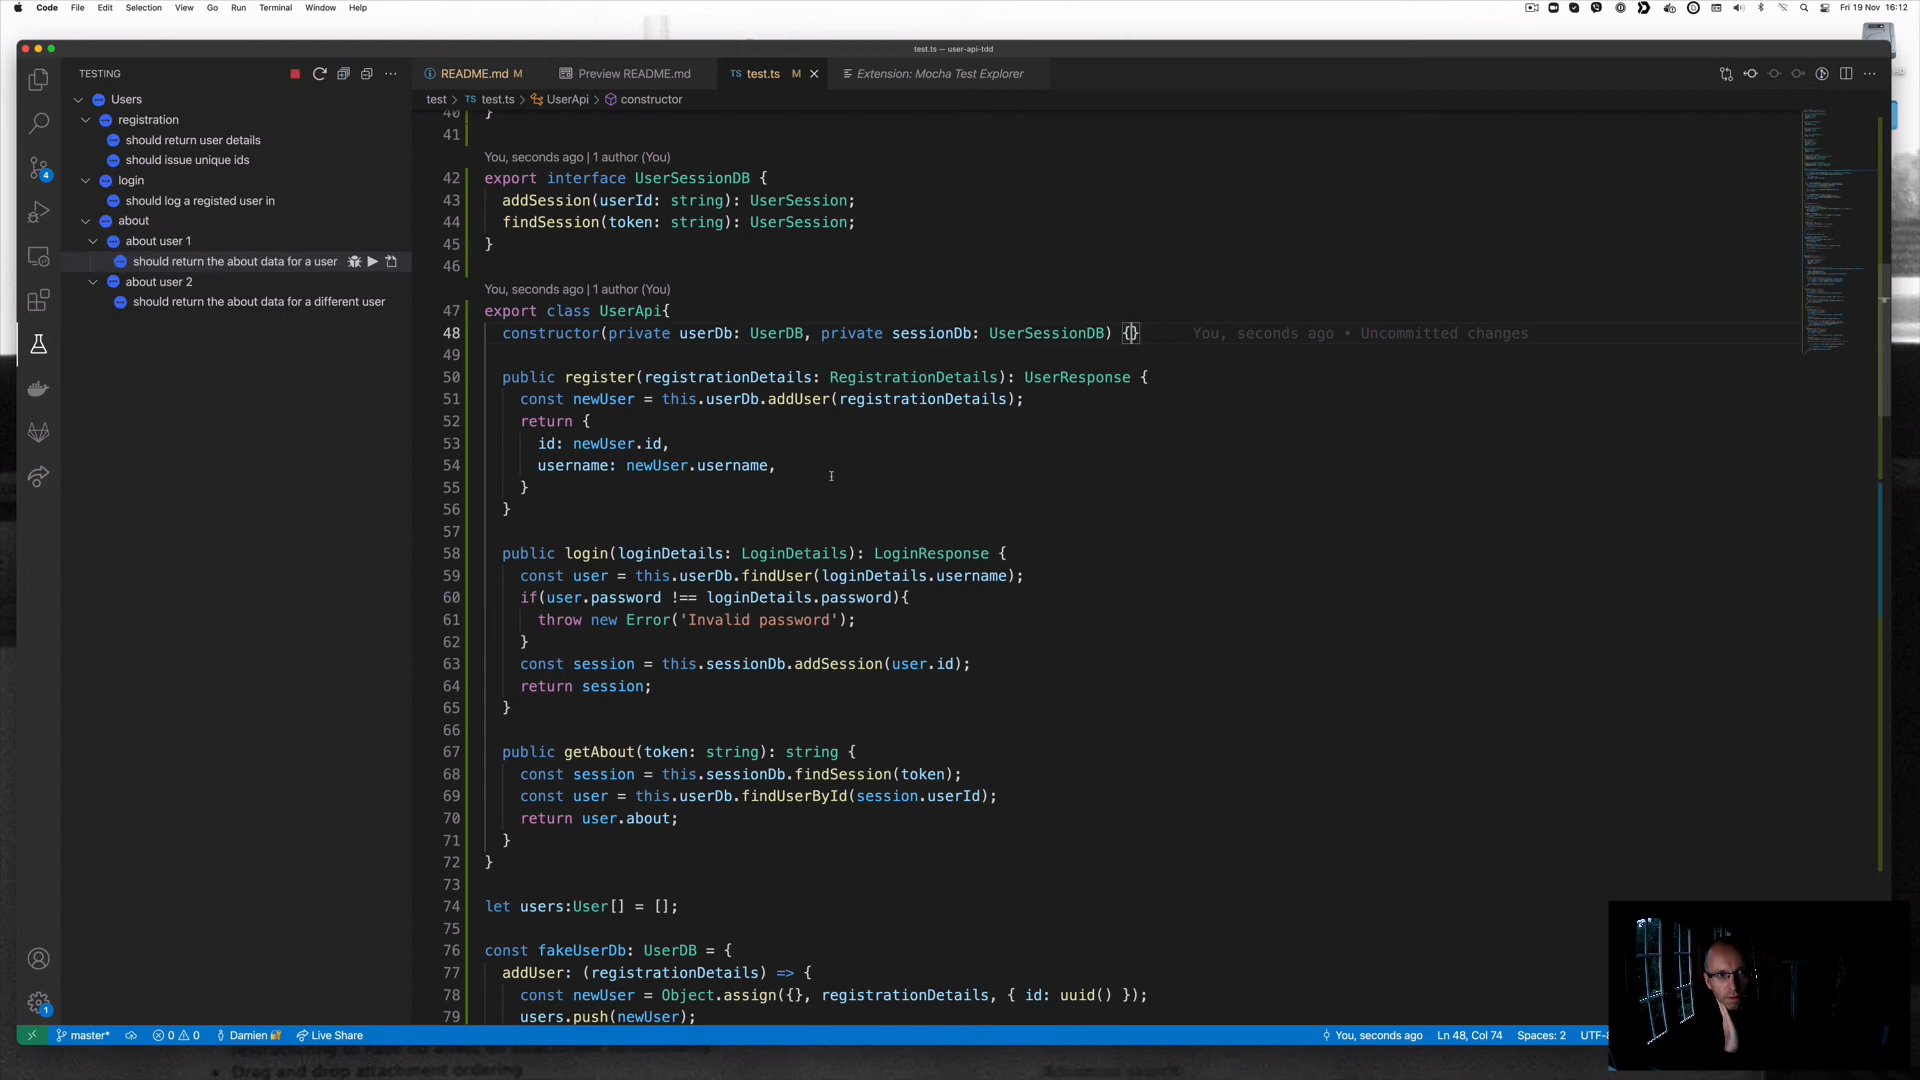 Code File Edit Selection View Go Run Terminal Window Help
Fri 19 Nov 16:12
test.ts — user-api-tdd
TESTING
README.md M
Preview README.md
TS test.ts M
Extension: Mocha Test Explorer
test > TS test.ts > UserApi > constructor
Users
registration
should return user details
should issue unique ids
login
should log a registed user in
about
about user 1
should return the about data for a user
about user 2
should return the about data for a different user
4
1
40 }
41
You, seconds ago | 1 author (You)
42 export interface UserSessionDB {
43 addSession(userId: string): UserSession;
44 findSession(token: string): UserSession;
45 }
46
You, seconds ago | 1 author (You)
47 export class UserApi{
48 constructor(private userDb: UserDB, private sessionDb: UserSessionDB) {} You, seconds ago • Uncommitted changes
49
50 public register(registrationDetails: RegistrationDetails): UserResponse {
51 const newUser = this.userDb.addUser(registrationDetails);
52 return {
53 id: newUser.id,
54 username: newUser.username,
55 }
56 }
57
58 public login(loginDetails: LoginDetails): LoginResponse {
59 const user = this.userDb.findUser(loginDetails.username);
60 if(user.password !== loginDetails.password){
61 throw new Error('Invalid password');
62 }
63 const session = this.sessionDb.addSession(user.id);
64 return session;
65 }
66
67 public getAbout(token: string): string {
68 const session = this.sessionDb.findSession(token);
69 const user = this.userDb.findUserById(session.userId);
70 return user.about;
71 }
72 }
73
74 let users:User[] = [];
75
76 const fakeUserDb: UserDB = {
77 addUser: (registrationDetails) => {
78 const newUser = Object.assign({}, registrationDetails, { id: uuid() });
79 users.push(newUser);
master* 0 0 Damien Live Share You, seconds ago Ln 48, Col 74 Spaces: 2 UTF-8
• Drag and drop attachment ordering